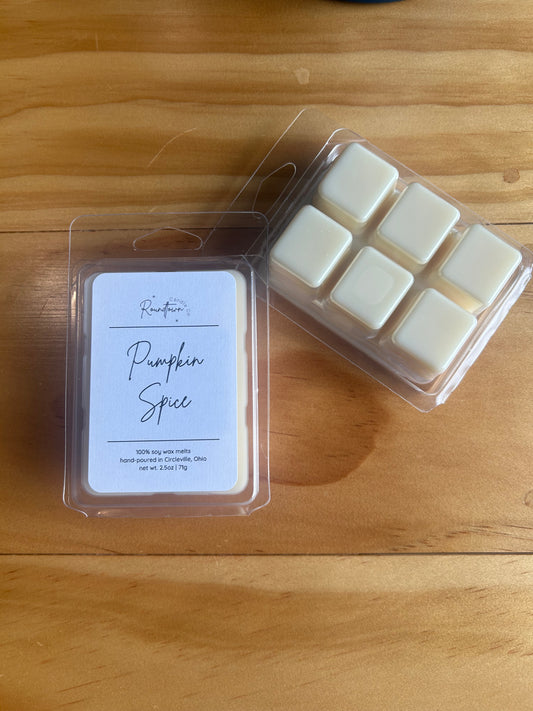 Roundtown
Candle Co
Pumpkin
Spice
100% soy wax melts
hand-poured in Circleville, Ohio
net wt. 2.5oz | 71g